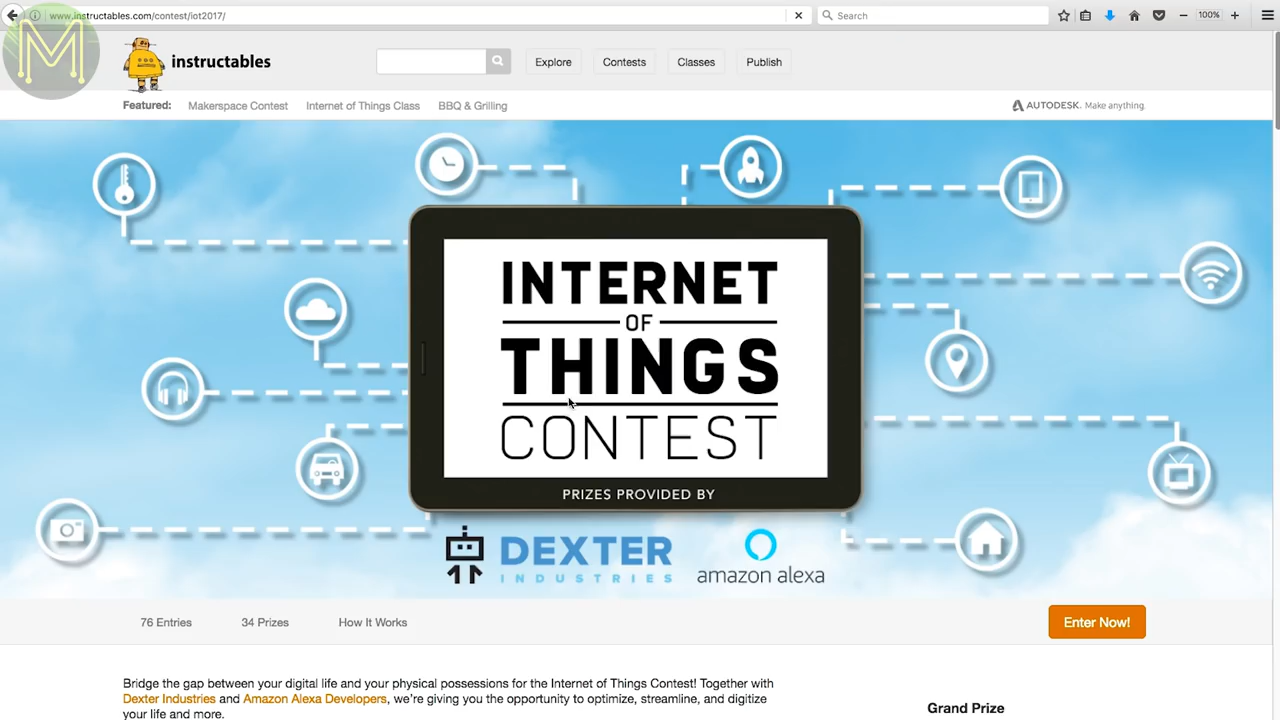 www.instructables.com/contest/iot2017/
Search
100%
M
instructables
Explore
Contests
Classes
Publish
Featured:
Makerspace Contest
Internet of Things Class
BBQ & Grilling
AUTODESK. Make anything.
INTERNET
OF
THINGS
CONTEST
PRIZES PROVIDED BY
DEXTER
INDUSTRIES
amazon alexa
76 Entries
34 Prizes
How It Works
Enter Now!
Bridge the gap between your digital life and your physical possessions for the Internet of Things Contest! Together with
Dexter Industries and Amazon Alexa Developers, we're giving you the opportunity to optimize, streamline, and digitize
your life and more.
Grand Prize